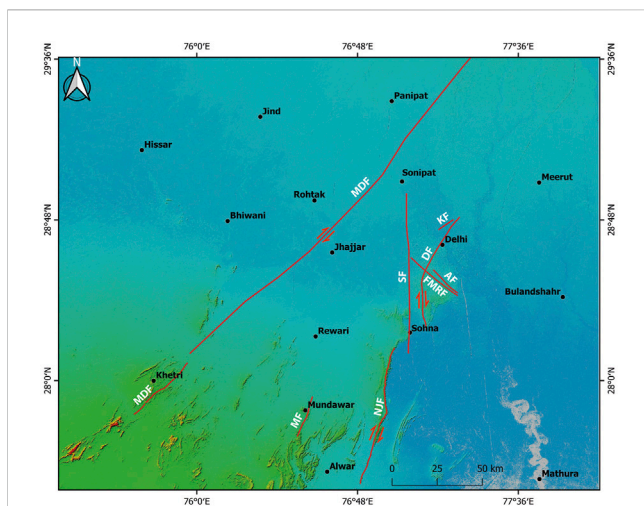 76°0'E 76°48'E 77°36'E
29°36'N 29°36'N
N
Panipat
Jind
Hissar
MDF
Sonipat
Meerut
Rohtak
28°48'N Bhiwani KF 28°48'N
Delhi
DF
Jhajjar
SF
AF
FMRF
Bulandshahr
Rewari
Sohna
28°0'N Khetri 28°0'N
MDF
Mundawar
MF
NJF
Alwar
Mathura
0 25 50 km
76°0'E 76°48'E 77°36'E